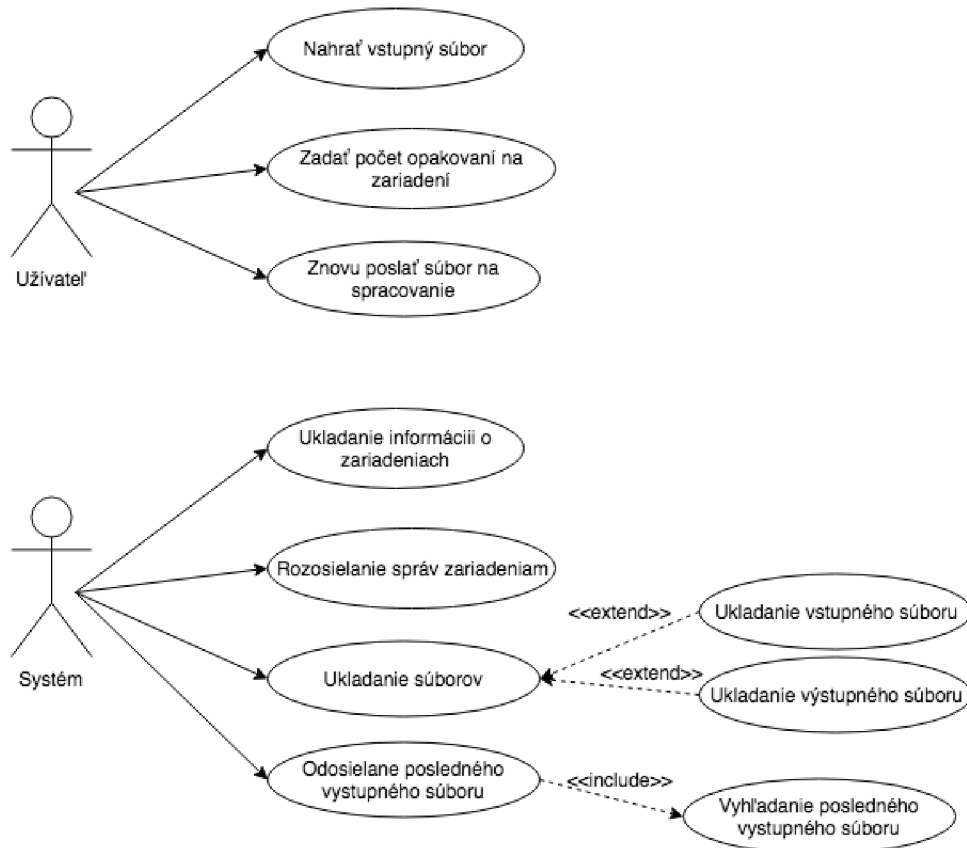 Nahrať vstupný súbor
Zadať počet opakovaní na
zariadení
Znovu poslať súbor na
spracovanie
Užívateľ
Ukladanie informáciii o
zariadeniach
Rozosielanie správ zariadeniam
<<extend>>
Ukladanie vstupného súboru
Systém
Ukladanie súborov
<<extend>>
Ukladanie výstupného súboru
Odosielane posledného
vystupného súboru
<<include>>
Vyhľadanie posledného
vystupného súboru